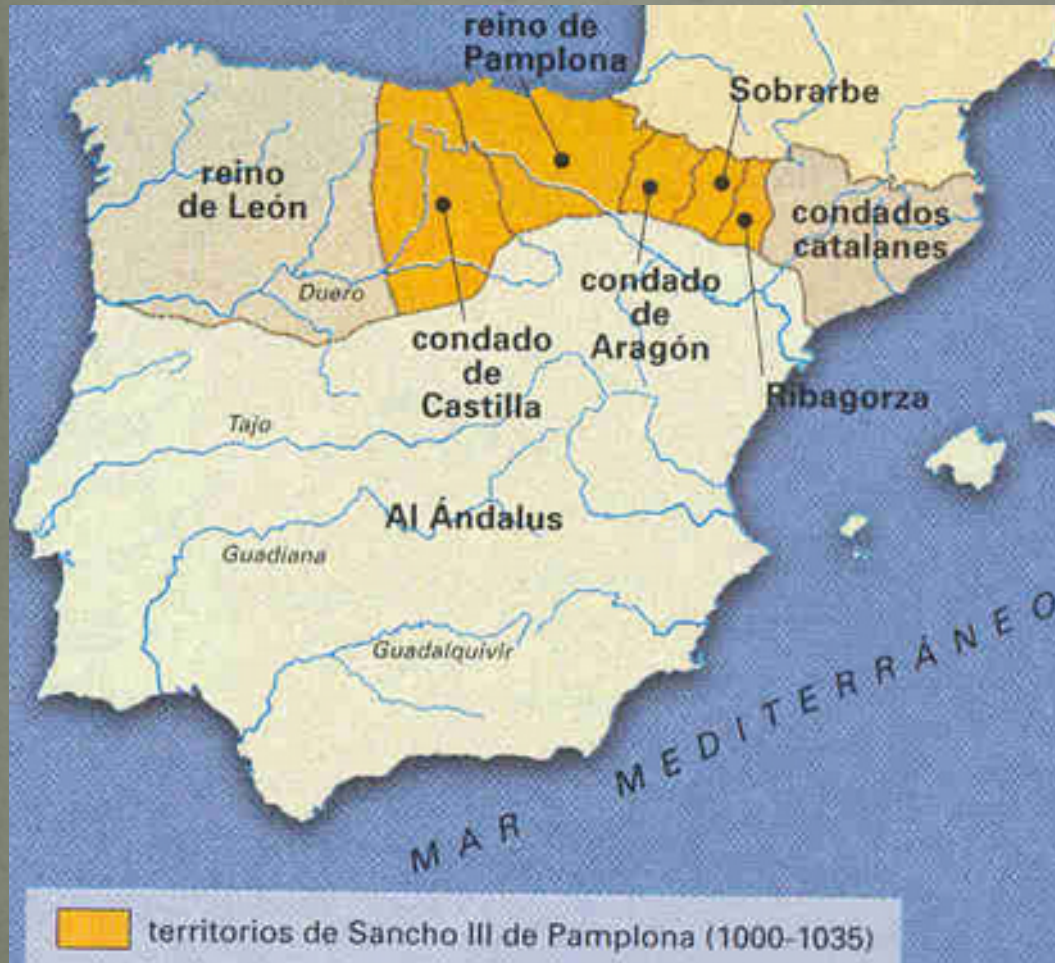 reino de
Pamplona
Sobrarbe
reino
de León
condados
catalanes
Duero
condado
de
Aragón
condado
de
Castilla
Ribagorza
Tajo
Al Ándalus
Guadiana
Guadalquivir
MAR MEDITERRÁNEO
territorios de Sancho III de Pamplona (1000-1035)